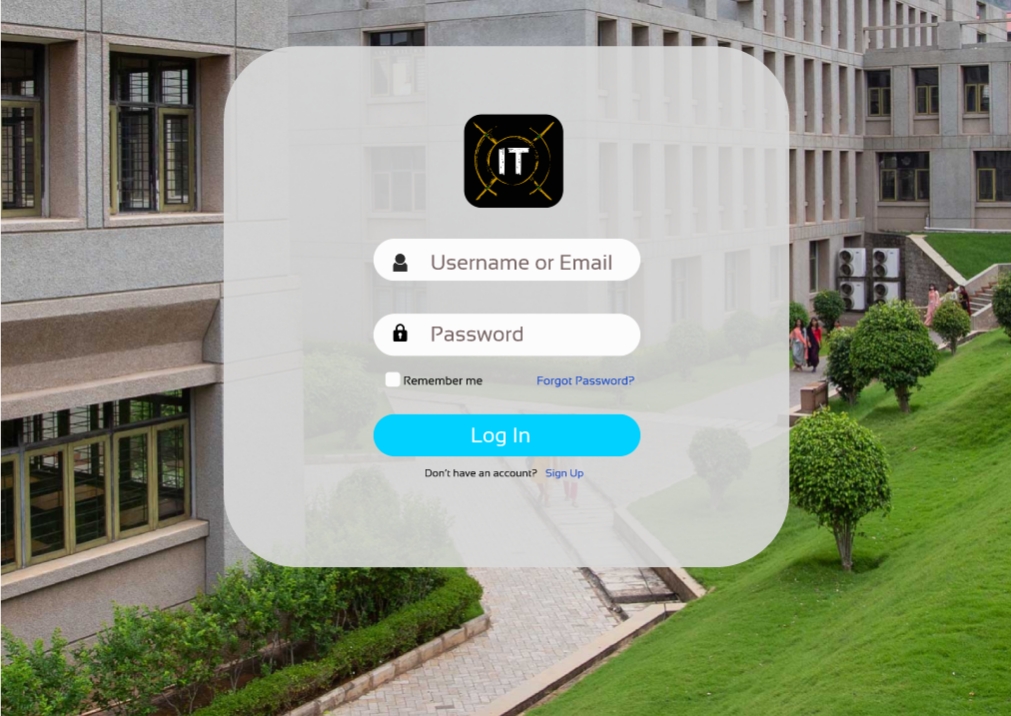 IT
Username or Email
Password
Remember me Forgot Password?
Log In
Don't have an account? Sign Up